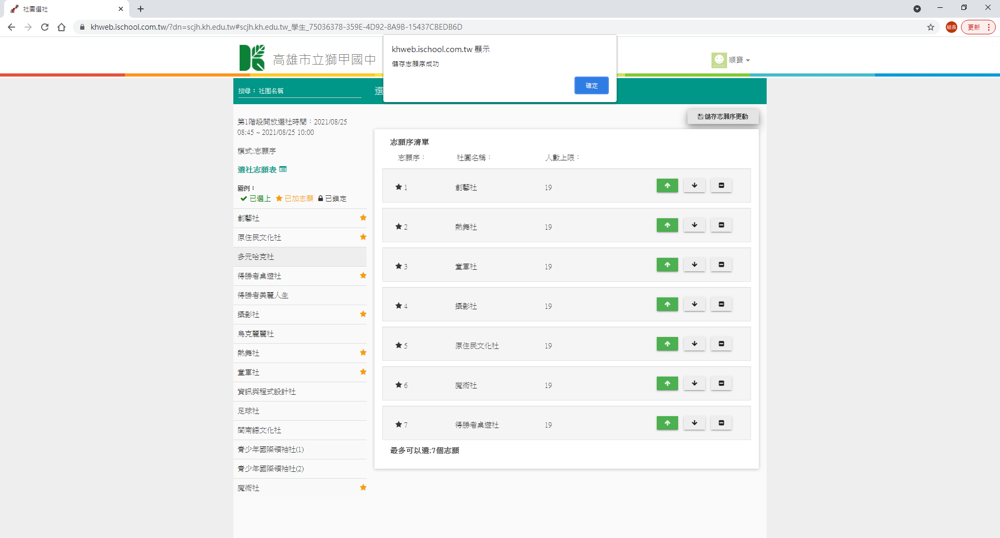 社團選社
khweb.ischool.com.tw/?dn=scjh.kh.edu.tw#scjh.kh.edu.tw_學生_75036378-359E-4D92-8A9B-15437CBEDB6D
組長
更新
khweb.ischool.com.tw 顯示
儲存志願序成功
確定
高雄市立獅甲國中
順寶
搜尋：社團名稱
選
儲存志願序更動
第1階段開放選社時間：2021/08/25
08:45 ~ 2021/08/25 10:00
模式:志願序
選社志願表
圖例：
已選上 已加志願 已鎖定
創藝社
原住民文化社
多元哈克社
得勝者桌遊社
得勝者美麗人生
攝影社
烏克麗麗社
熱舞社
童軍社
資訊與程式設計社
足球社
閩南語文化社
青少年國際領袖社(1)
青少年國際領袖社(2)
魔術社
志願序清單
志願序： 社團名稱： 人數上限：
1 創藝社 19
2 熱舞社 19
3 童軍社 19
4 攝影社 19
5 原住民文化社 19
6 魔術社 19
7 得勝者桌遊社 19
最多可以選:7個志願